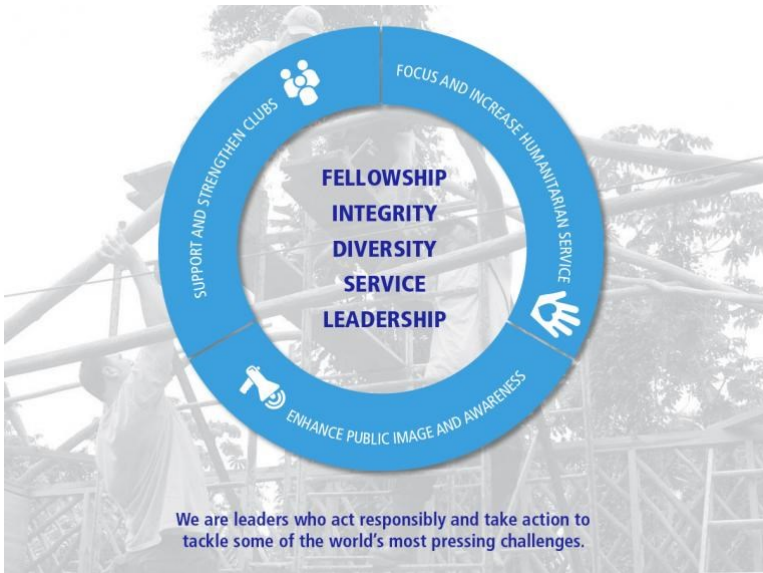 SUPPORT AND STRENGTHEN CLUBS
FOCUS AND INCREASE HUMANITARIAN SERVICE
FELLOWSHIP
INTEGRITY
DIVERSITY
SERVICE
LEADERSHIP
ENHANCE PUBLIC IMAGE AND AWARENESS
We are leaders who act responsibly and take action to
tackle some of the world's most pressing challenges.